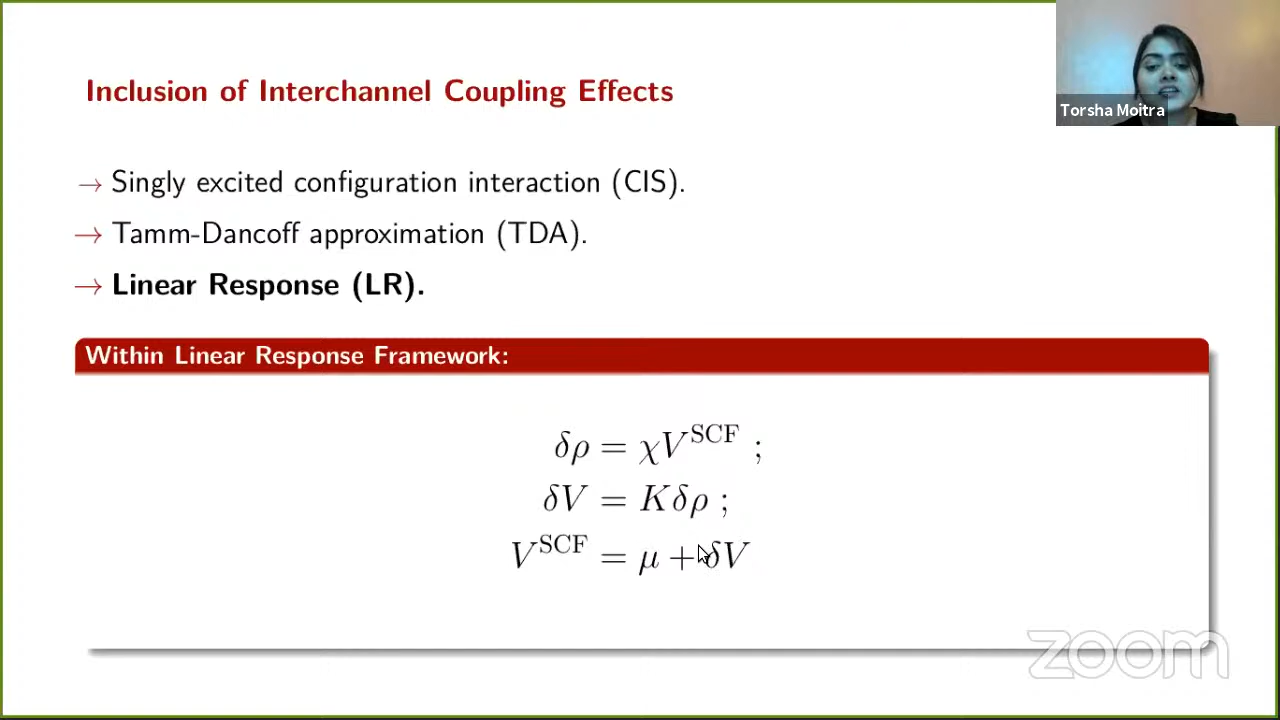 Inclusion of Interchannel Coupling Effects
Torsha Moitra
→ Singly excited configuration interaction (CIS).
→ Tamm-Dancoff approximation (TDA).
→ Linear Response (LR).
Within Linear Response Framework:
δρ = χV^SCF ;
δV = Kδρ ;
V^SCF = μ + δV
zoom